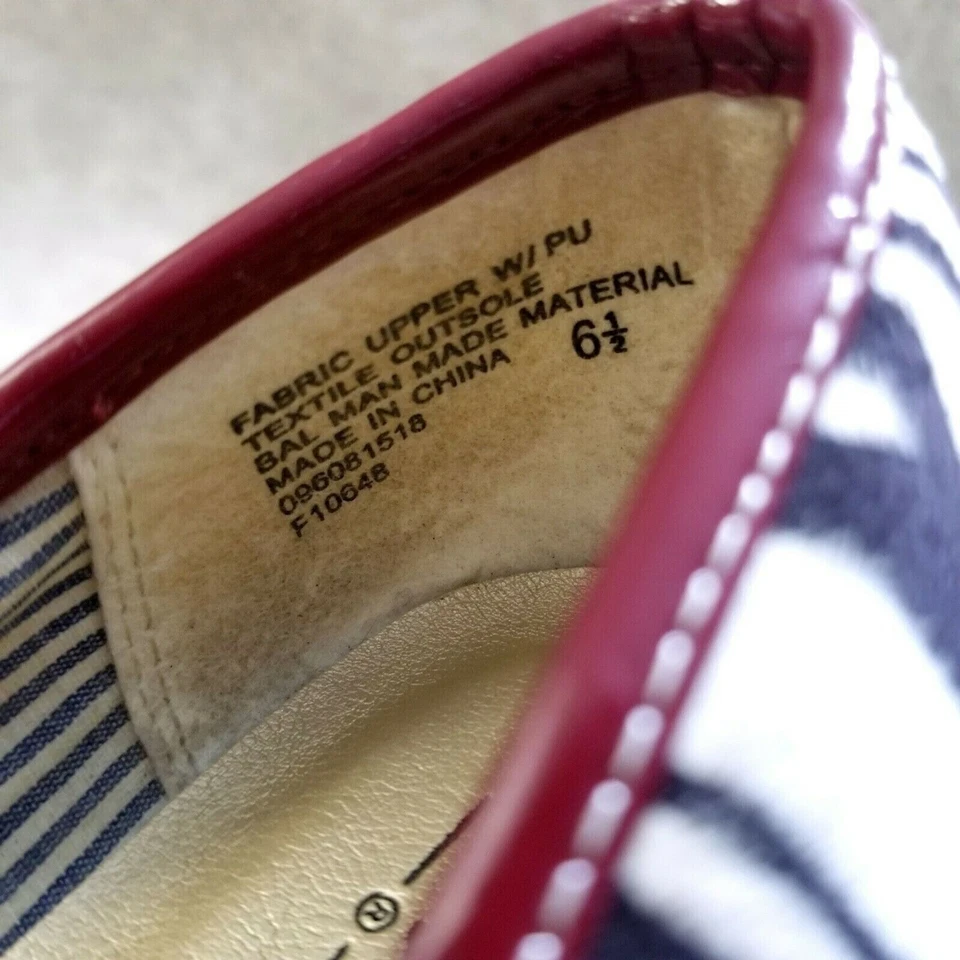 FABRIC UPPER W/ PU
TEXTILE OUTSOLE
BAL MAN MADE MATERIAL
MADE IN CHINA
6½
096081518
F10648
®